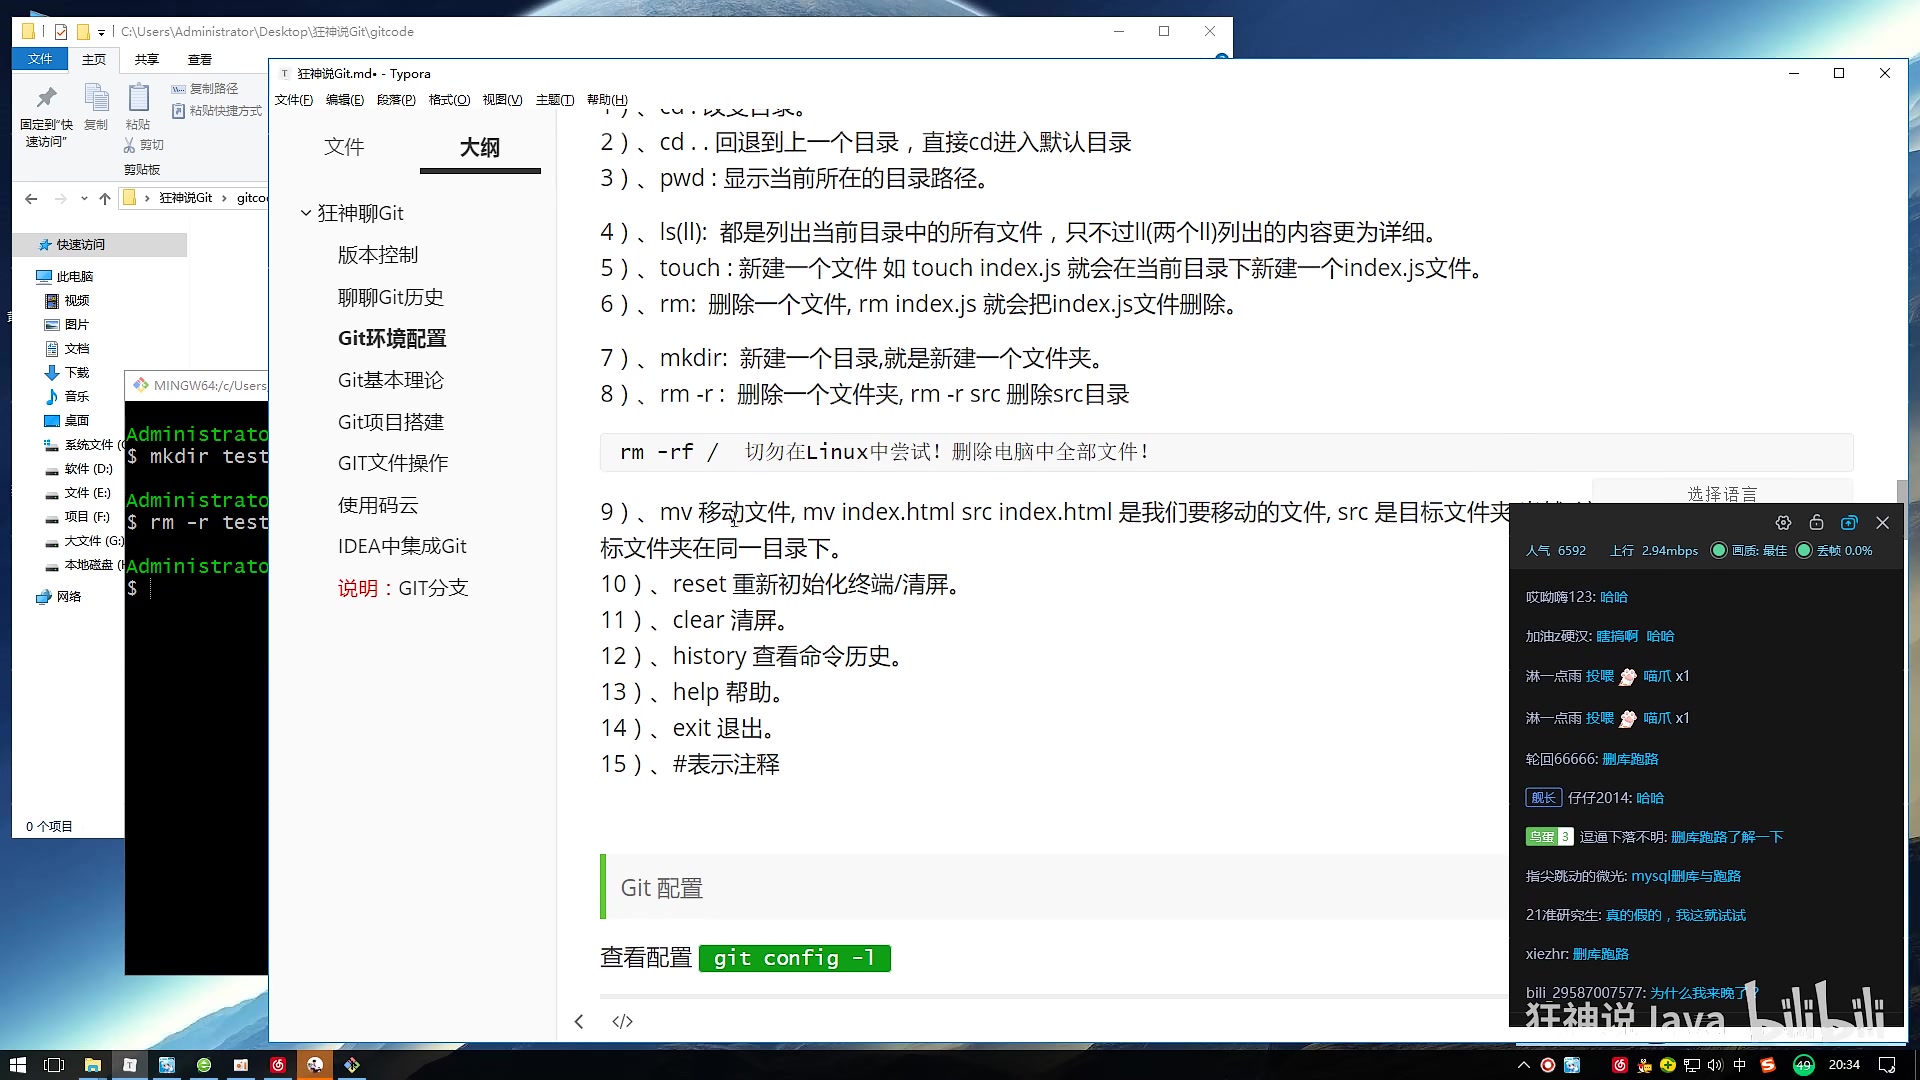 C:\Users\Administrator\Desktop\狂神说Git\gitcode
文件 主页 共享 查看
固定到“快速访问”
复制
粘贴
复制路径
粘贴快捷方式
剪切
剪贴板
狂神说Git
快速访问
此电脑
视频
图片
文档
下载
音乐
桌面
系统文件 (
软件 (D:)
文件 (E:)
项目 (F:)
大文件 (G:)
本地磁盘 (
网络
0 个项目
MINGW64:/c/Users
Administrato
$ mkdir test
Administrato
$ rm -r test
Administrato
$
狂神说Git.md• - Typora
文件(F) 编辑(E) 段落(P) 格式(O) 视图(V) 主题(T) 帮助(H)
文件 大纲
狂神聊Git
版本控制
聊聊Git历史
Git环境配置
Git基本理论
Git项目搭建
GIT文件操作
使用码云
IDEA中集成Git
说明：GIT分支
2）、cd . . 回退到上一个目录，直接cd进入默认目录
3）、pwd : 显示当前所在的目录路径。
4）、ls(ll): 都是列出当前目录中的所有文件，只不过ll(两个ll)列出的内容更为详细。
5）、touch : 新建一个文件 如 touch index.js 就会在当前目录下新建一个index.js文件。
6）、rm: 删除一个文件, rm index.js 就会把index.js文件删除。
7）、mkdir: 新建一个目录,就是新建一个文件夹。
8）、rm -r : 删除一个文件夹, rm -r src 删除src目录
rm -rf / 切勿在Linux中尝试！删除电脑中全部文件！
选择语言
9）、mv 移动文件, mv index.html src index.html 是我们要移动的文件, src 是目标文件夹
标文件夹在同一目录下。
10）、reset 重新初始化终端/清屏。
11）、clear 清屏。
12）、history 查看命令历史。
13）、help 帮助。
14）、exit 退出。
15）、#表示注释
Git 配置
查看配置 git config -l
人气 6592 上行 2.94mbps 画质: 最佳 丢帧 0.0%
哎呦嗨123: 哈哈
加油z硬汉: 瞎搞啊 哈哈
淋一点雨 投喂 喵爪 x1
淋一点雨 投喂 喵爪 x1
轮回66666: 删库跑路
舰长 仔仔2014: 哈哈
鸟蛋 3 逗逼下落不明: 删库跑路了解一下
指尖跳动的微光: mysql删库与跑路
21准研究生: 真的假的，我这就试试
xiezhr: 删库跑路
bili_29587007577: 为什么我来晚了?
狂神说Java bilibili
中 49 20:34